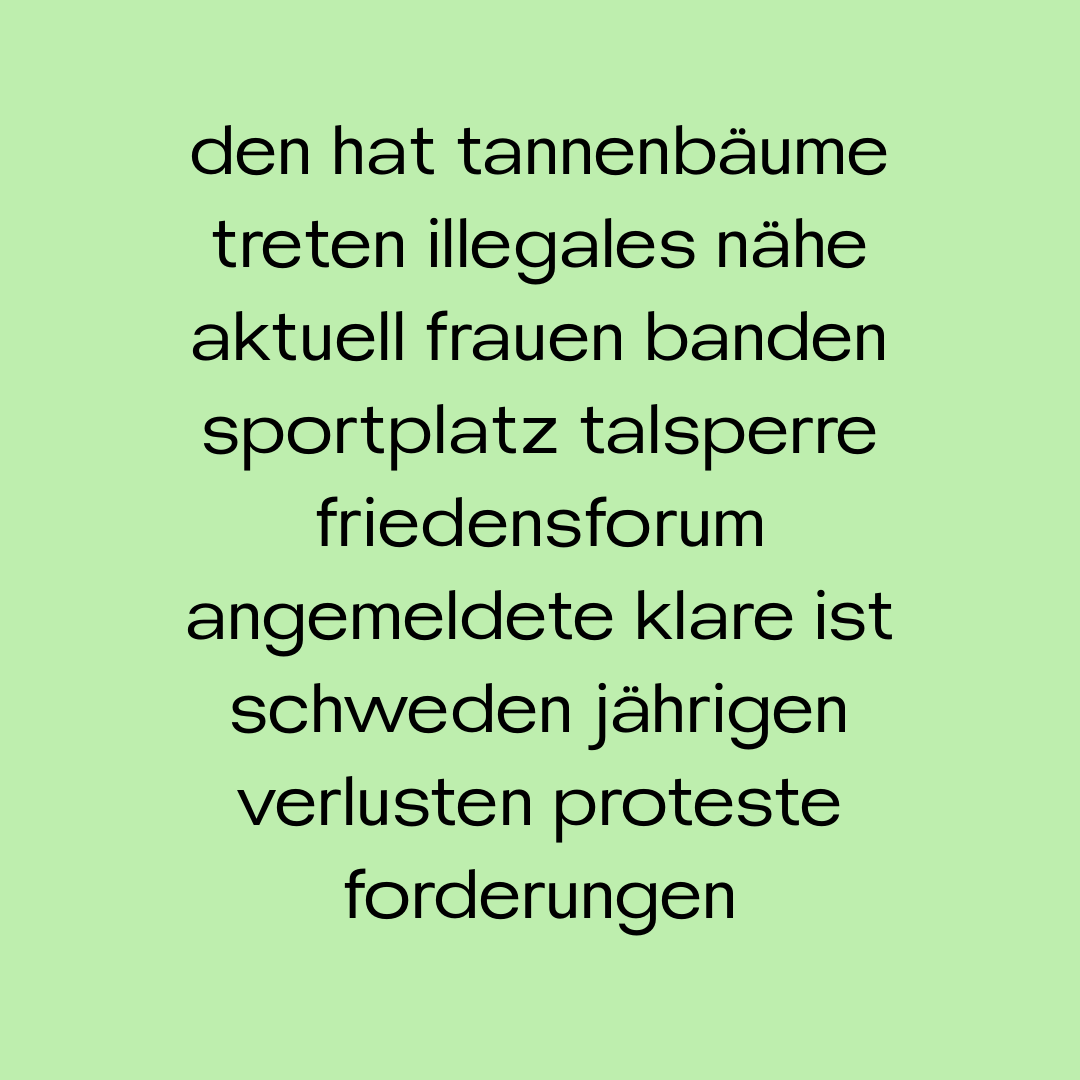 den hat tannenbäume
treten illegales nähe
aktuell frauen banden
sportplatz talsperre
friedensforum
angemeldete klare ist
schweden jährigen
verlusten proteste
forderungen